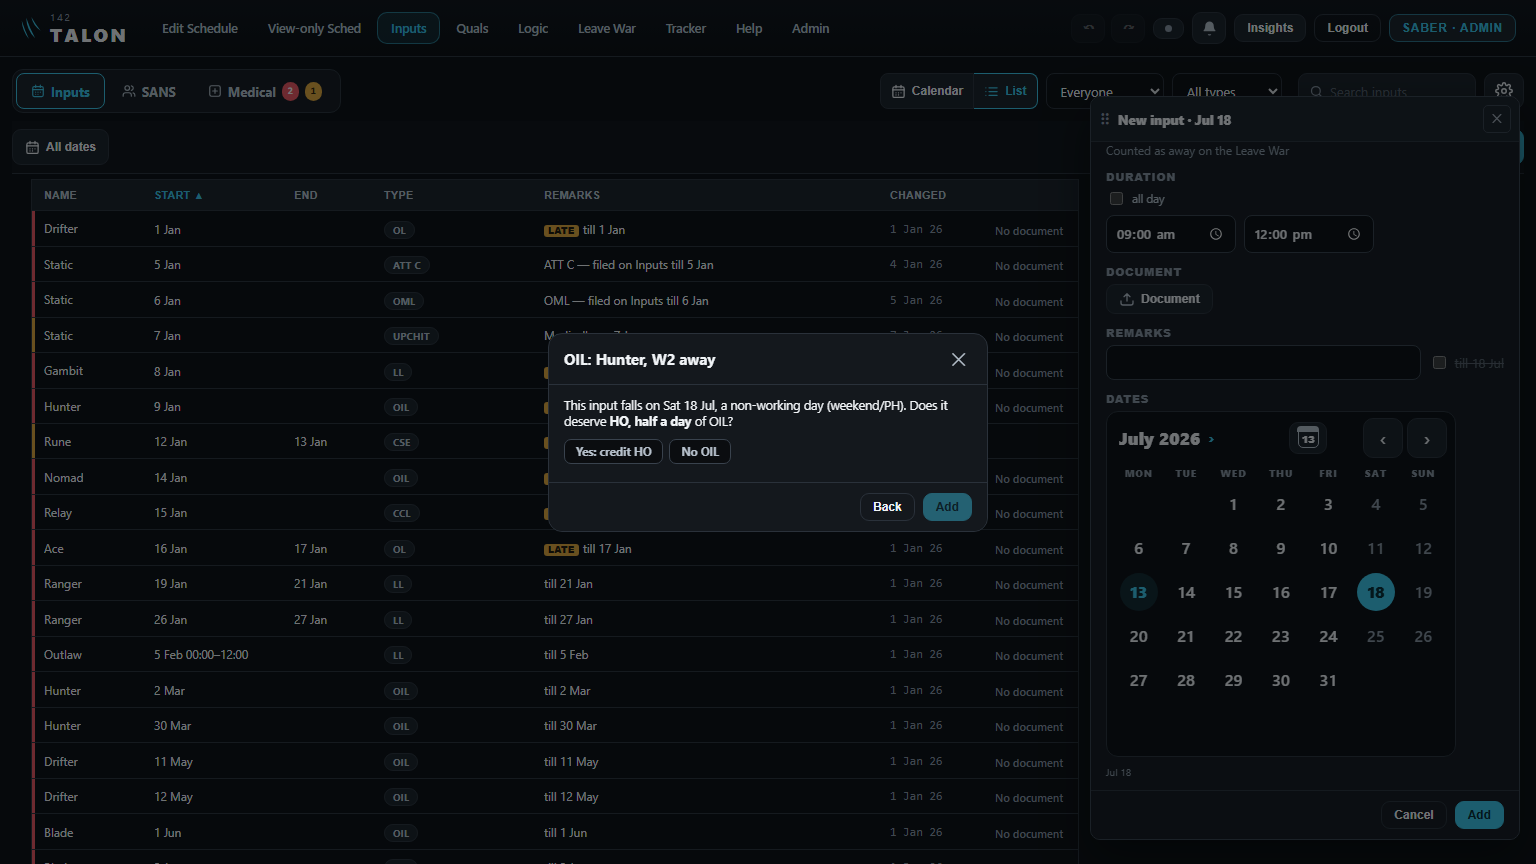 142
TALON
Edit Schedule
View-only Sched
Inputs
Quals
Logic
Leave War
Tracker
Help
Admin
Insights
Logout
SABER · ADMIN
Inputs
SANS
Medical 2 1
Calendar
List
Everyone
All types
Search inputs
All dates
NAME START ▲ END TYPE REMARKS CHANGED
Drifter 1 Jan OL LATE till 1 Jan 1 Jan 26 No document
Static 5 Jan ATT C ATT C — filed on Inputs till 5 Jan 4 Jan 26 No document
Static 6 Jan OML OML — filed on Inputs till 6 Jan 5 Jan 26 No document
Static 7 Jan UPCHIT No document
Gambit 8 Jan LL No document
Hunter 9 Jan OIL No document
Rune 12 Jan 13 Jan CSE
Nomad 14 Jan OIL No document
Relay 15 Jan CCL No document
Ace 16 Jan 17 Jan OL LATE till 17 Jan 1 Jan 26 No document
Ranger 19 Jan 21 Jan LL till 21 Jan 1 Jan 26 No document
Ranger 26 Jan 27 Jan LL till 27 Jan 1 Jan 26 No document
Outlaw 5 Feb 00:00–12:00 LL till 5 Feb 1 Jan 26 No document
Hunter 2 Mar OIL till 2 Mar 1 Jan 26 No document
Hunter 30 Mar OIL till 30 Mar 1 Jan 26 No document
Drifter 11 May OIL till 11 May 1 Jan 26 No document
Drifter 12 May OIL till 12 May 1 Jan 26 No document
Blade 1 Jun OIL till 1 Jun 1 Jan 26 No document
OIL: Hunter, W2 away
This input falls on Sat 18 Jul, a non-working day (weekend/PH). Does it
deserve HO, half a day of OIL?
Yes: credit HO
No OIL
Back
Add
New input · Jul 18
Counted as away on the Leave War
DURATION
all day
09:00 am
12:00 pm
DOCUMENT
Document
REMARKS
till 18 Jul
DATES
July 2026 ›
13
‹ ›
MON TUE WED THU FRI SAT SUN
1 2 3 4 5
6 7 8 9 10 11 12
13 14 15 16 17 18 19
20 21 22 23 24 25 26
27 28 29 30 31
Jul 18
Cancel
Add